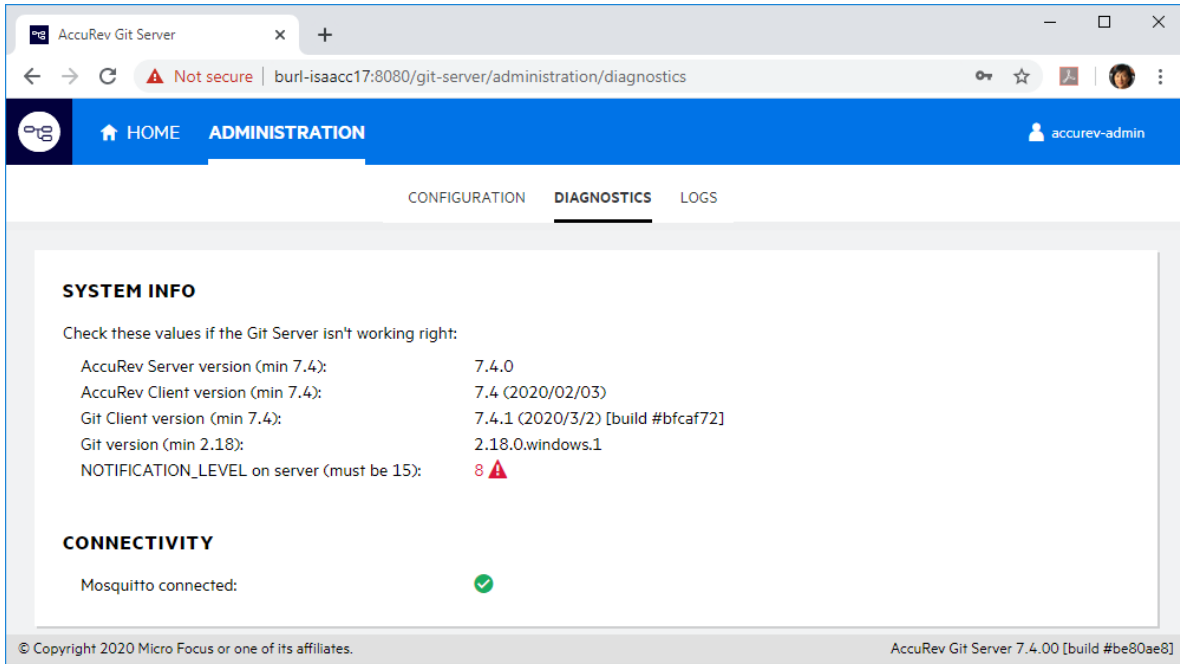 AccuRev Git Server
Not secure | burl-isaacc17:8080/git-server/administration/diagnostics
HOME ADMINISTRATION accurev-admin
CONFIGURATION DIAGNOSTICS LOGS
SYSTEM INFO
Check these values if the Git Server isn't working right:
AccuRev Server version (min 7.4): 7.4.0
AccuRev Client version (min 7.4): 7.4 (2020/02/03)
Git Client version (min 7.4): 7.4.1 (2020/3/2) [build #bfcaf72]
Git version (min 2.18): 2.18.0.windows.1
NOTIFICATION_LEVEL on server (must be 15): 8
CONNECTIVITY
Mosquitto connected:
© Copyright 2020 Micro Focus or one of its affiliates. AccuRev Git Server 7.4.00 [build #be80ae8]